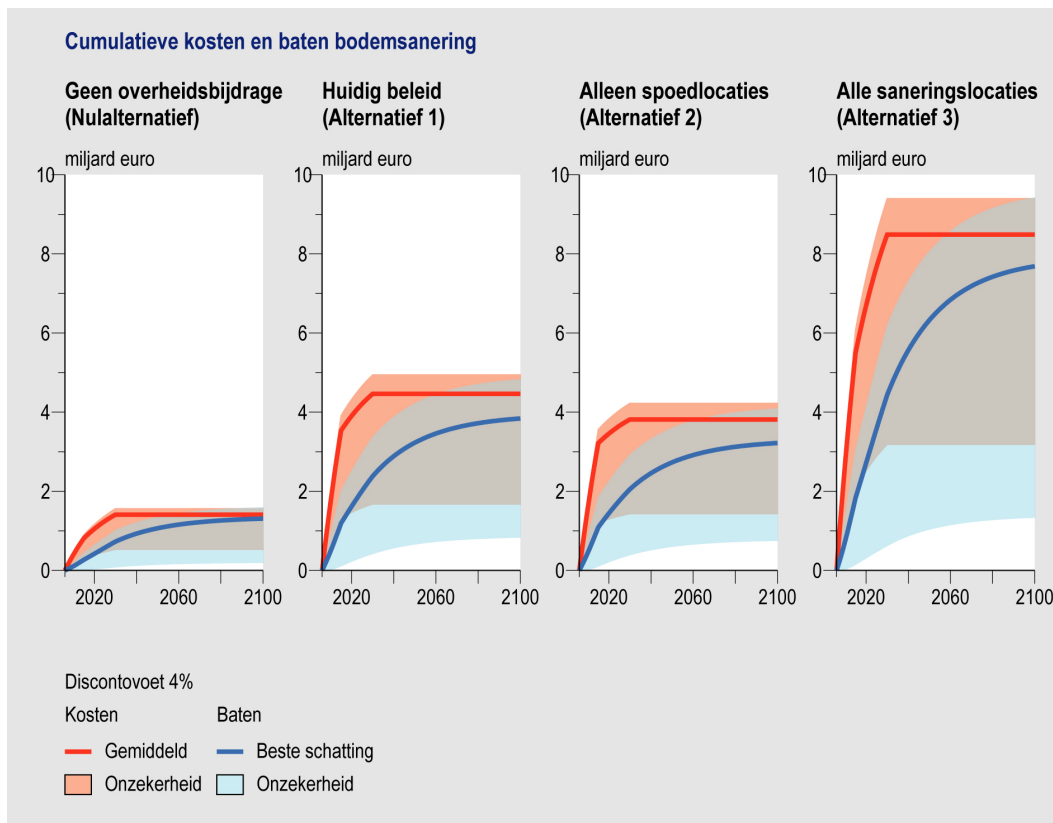 Cumulatieve kosten en baten bodemsanering
Geen overheidsbijdrage
(Nulalternatief)
miljard euro
10
8
6
4
2
0
2020 2060 2100
Huidig beleid
(Alternatief 1)
miljard euro
10
8
6
4
2
0
2020 2060 2100
Alleen spoedlocaties
(Alternatief 2)
miljard euro
10
8
6
4
2
0
2020 2060 2100
Alle saneringslocaties
(Alternatief 3)
miljard euro
10
8
6
4
2
0
2020 2060 2100
Discontovoet 4%
Kosten
Gemiddeld
Onzekerheid
Baten
Beste schatting
Onzekerheid